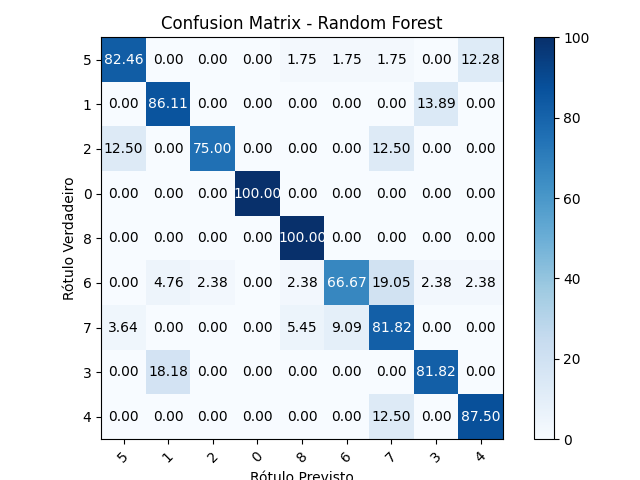 Confusion Matrix - Random Forest
5 82.46 0.00 0.00 0.00 1.75 1.75 1.75 0.00 12.28
1 0.00 86.11 0.00 0.00 0.00 0.00 0.00 13.89 0.00
2 12.50 0.00 75.00 0.00 0.00 0.00 12.50 0.00 0.00
0 0.00 0.00 0.00 100.00 0.00 0.00 0.00 0.00 0.00
8 0.00 0.00 0.00 0.00 100.00 0.00 0.00 0.00 0.00
6 0.00 4.76 2.38 0.00 2.38 66.67 19.05 2.38 2.38
7 3.64 0.00 0.00 0.00 5.45 9.09 81.82 0.00 0.00
3 0.00 18.18 0.00 0.00 0.00 0.00 0.00 81.82 0.00
4 0.00 0.00 0.00 0.00 0.00 0.00 12.50 0.00 87.50
5 1 2 0 8 6 7 3 4
Rótulo Verdadeiro
Rótulo Previsto
100
80
60
40
20
0